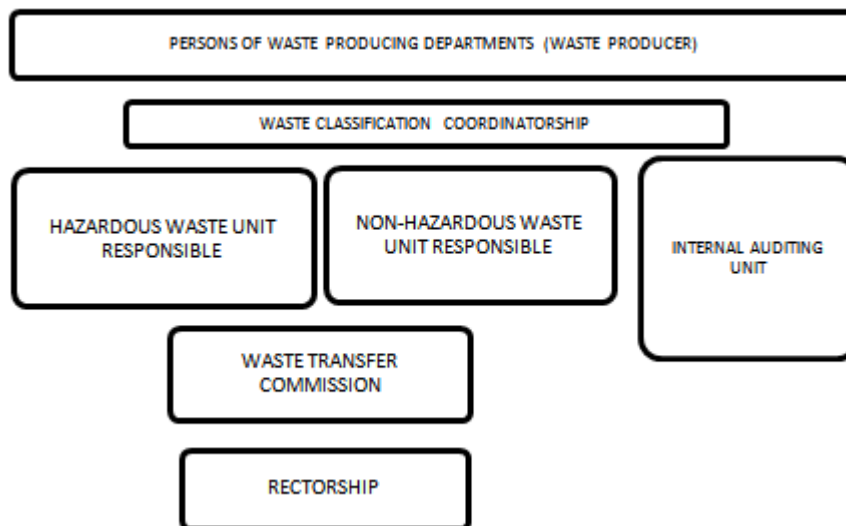 PERSONS OF WASTE PRODUCING DEPARTMENTS (WASTE PRODUCER)
WASTE CLASSIFICATION COORDINATORSHIP
HAZARDOUS WASTE UNIT
RESPONSIBLE
NON-HAZARDOUS WASTE
UNIT RESPONSIBLE
INTERNAL AUDITING
UNIT
WASTE TRANSFER
COMMISSION
RECTORSHIP